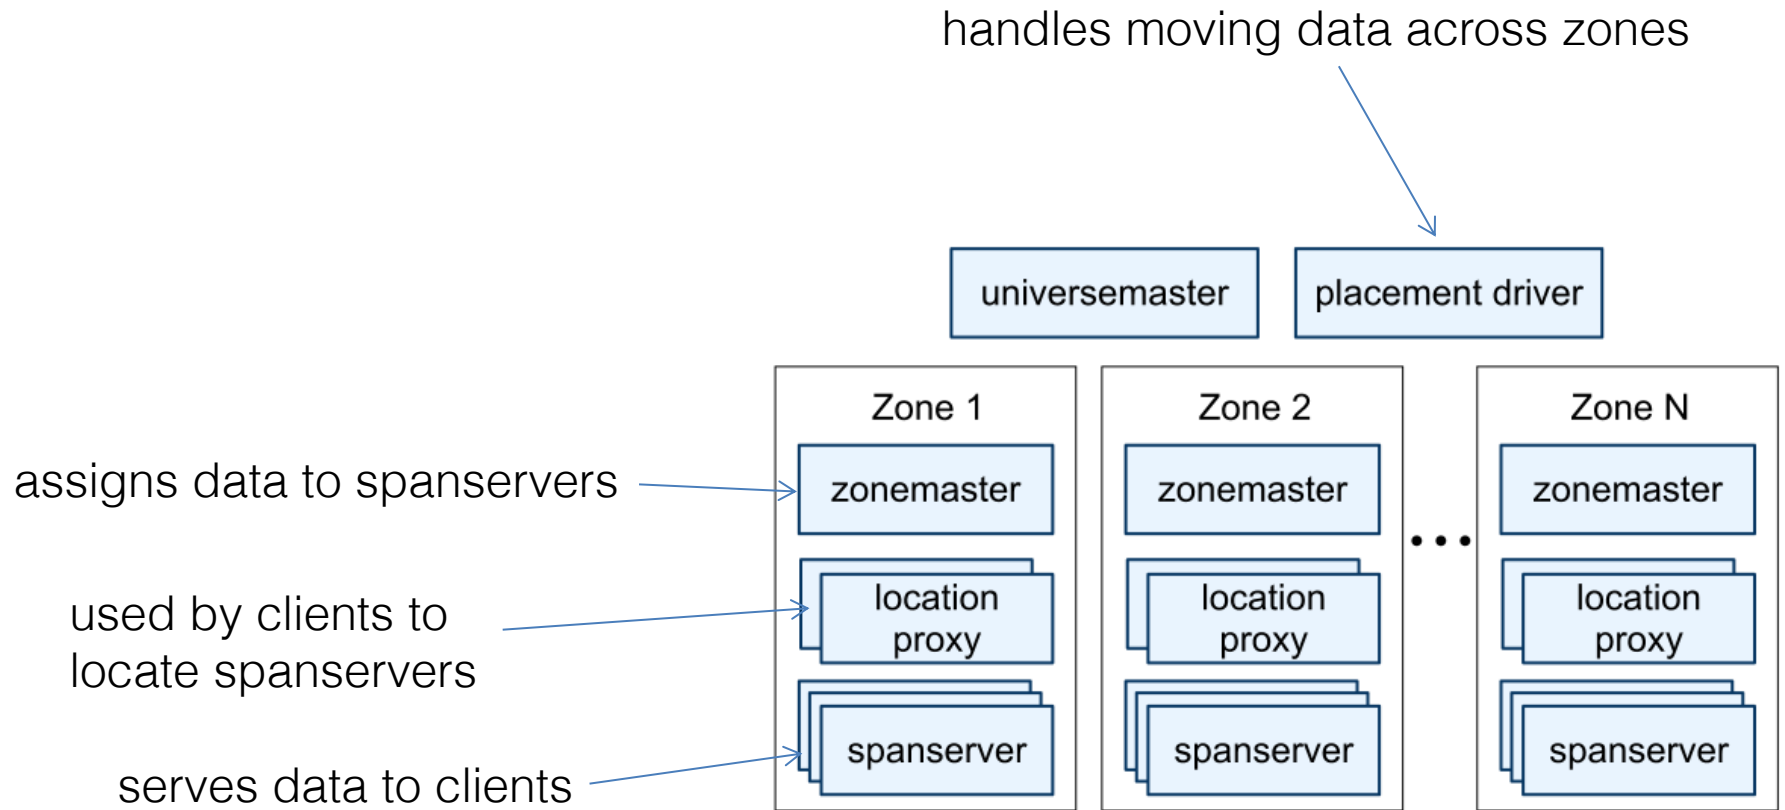 handles moving data across zones
universemaster
placement driver
Zone 1
Zone 2
Zone N
assigns data to spanservers
zonemaster
zonemaster
zonemaster
...
used by clients to
locate spanservers
location
proxy
location
proxy
location
proxy
serves data to clients
spanserver
spanserver
spanserver